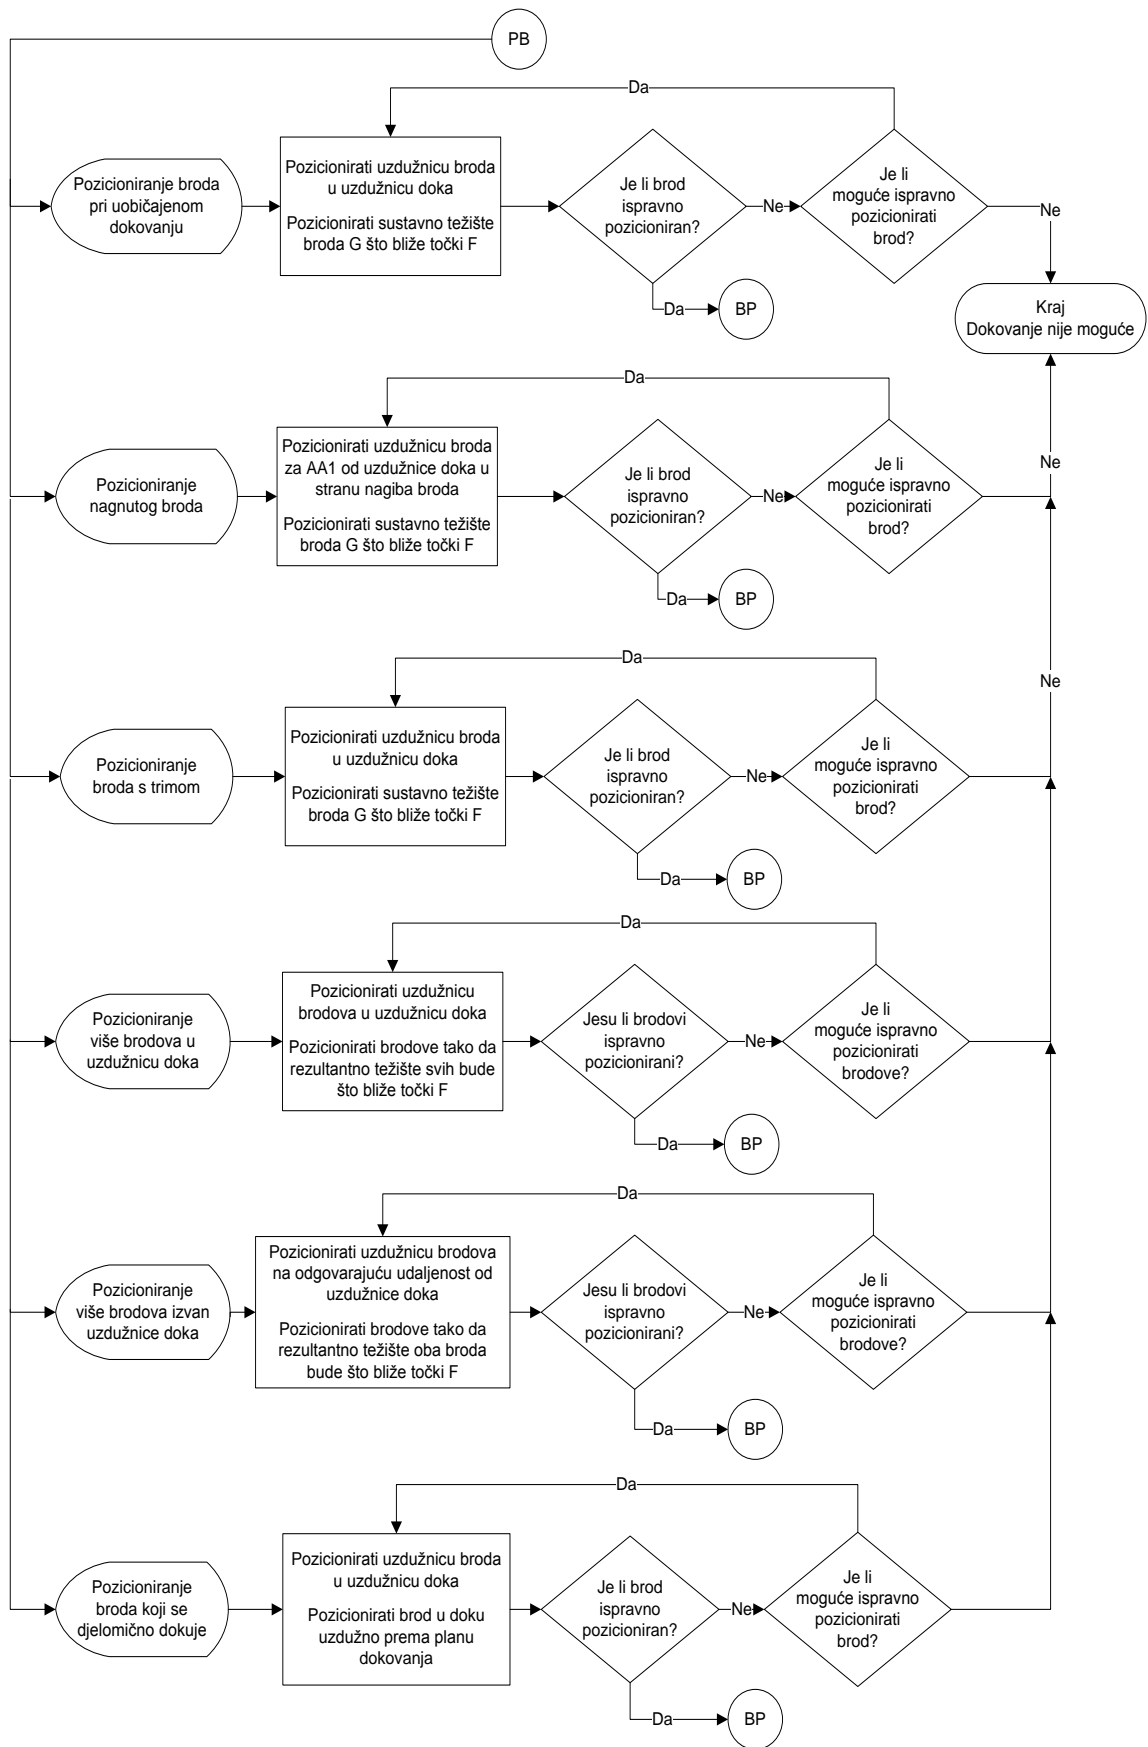 PB
Da
Pozicioniranje broda
pri uobičajenom
dokovanju
Pozicionirati uzdužnicu broda
u uzdužnicu doka
Pozicionirati sustavno težište
broda G što bliže točki F
Je li brod
ispravno
pozicioniran?
Ne
Je li
moguće ispravno
pozicionirati
brod?
Ne
Da
BP
Kraj
Dokovanje nije moguće
Da
Pozicioniranje
nagnutog broda
Pozicionirati uzdužnicu broda
za AA1 od uzdužnice doka u
stranu nagiba broda
Pozicionirati sustavno težište
broda G što bliže točki F
Je li brod
ispravno
pozicioniran?
Ne
Je li
moguće ispravno
pozicionirati
brod?
Ne
Da
BP
Da
Pozicioniranje
broda s trimom
Pozicionirati uzdužnicu broda
u uzdužnicu doka
Pozicionirati sustavno težište
broda G što bliže točki F
Je li brod
ispravno
pozicioniran?
Ne
Je li
moguće ispravno
pozicionirati
brod?
Ne
Da
BP
Da
Pozicioniranje
više brodova u
uzdužnicu doka
Pozicionirati uzdužnicu
brodova u uzdužnicu doka
Pozicionirati brodove tako da
rezultantno težište svih bude
što bliže točki F
Jesu li brodovi
ispravno
pozicionirani?
Ne
Je li
moguće ispravno
pozicionirati
brodove?
Da
BP
Da
Pozicioniranje
više brodova izvan
uzdužnice doka
Pozicionirati uzdužnicu brodova
na odgovarajuću udaljenost od
uzdužnice doka
Pozicionirati brodove tako da
rezultantno težište oba broda
bude što bliže točki F
Jesu li brodovi
ispravno
pozicionirani?
Ne
Je li
moguće ispravno
pozicionirati
brodove?
Da
BP
Da
Pozicioniranje
broda koji se
djelomično dokuje
Pozicionirati uzdužnicu broda
u uzdužnicu doka
Pozicionirati brod u doku
uzdužno prema planu
dokovanja
Je li brod
ispravno
pozicioniran?
Ne
Je li
moguće ispravno
pozicionirati
brod?
Da
BP